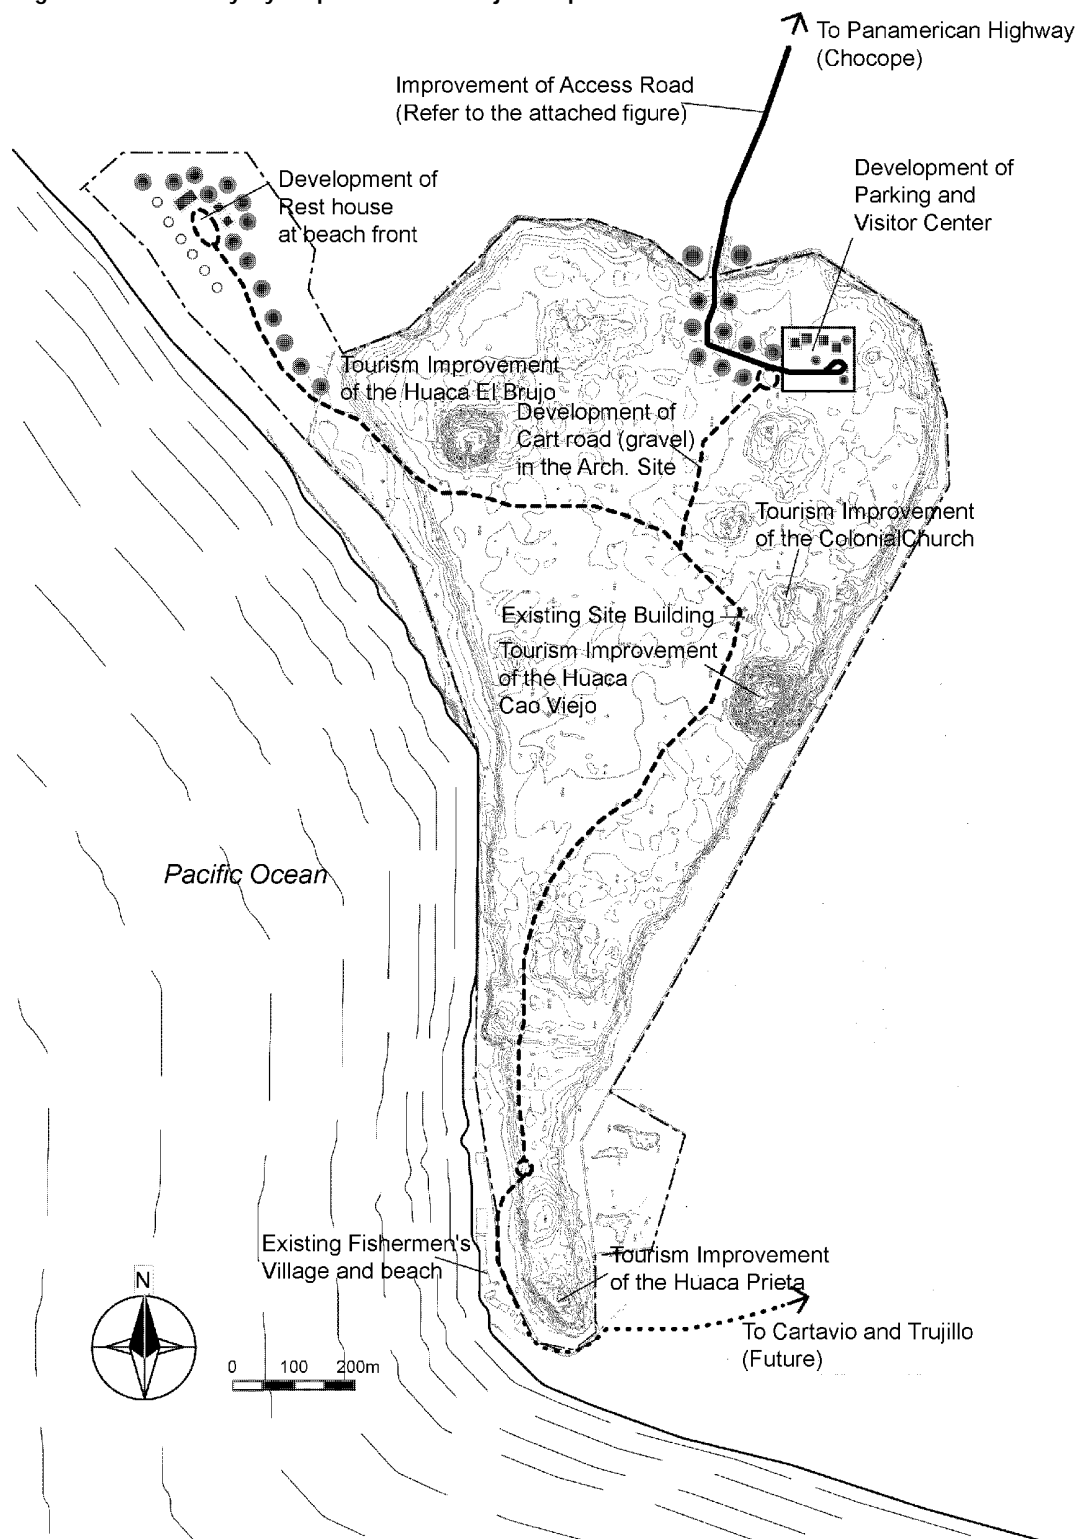 To Panamerican Highway
(Chocope)
Improvement of Access Road
(Refer to the attached figure)
Development of
Parking and
Visitor Center
Development of
Rest house
at beach front
Tourism Improvement
of the Huaca El Brujo
Development of
Cart road (gravel)
in the Arch. Site
Tourism Improvement
of the ColonialChurch
Existing Site Building
Tourism Improvement
of the Huaca
Cao Viejo
Pacific Ocean
Existing Fishermen's
Village and beach
Tourism Improvement
of the Huaca Prieta
N
0 100 200m
To Cartavio and Trujillo
(Future)